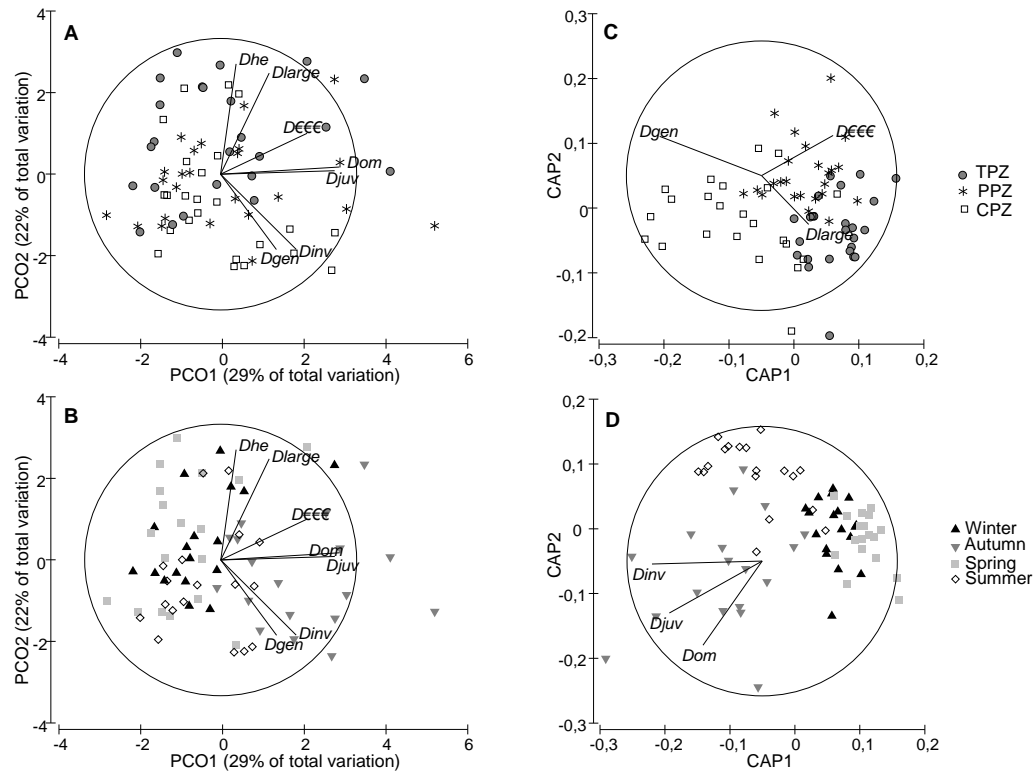 A
4
2
0
-2
-4
PCO2 (22% of total variation)
Dhe
Dlarge
D€€€
Dom
Djuv
Dinv
Dgen
-4
-2
0
2
4
6
PCO1 (29% of total variation)
C
0,2
0,3
0,2
0,1
0
-0,1
-0,2
CAP2
Dgen
D€€€
Dlarge
-0,3
-0,2
-0,1
0
0,1
0,2
CAP1
TPZ
PPZ
CPZ
B
4
2
0
-2
-4
PCO2 (22% of total variation)
Dhe
Dlarge
D€€€
Dom
Djuv
Dinv
Dgen
-4
-2
0
2
4
6
PCO1 (29% of total variation)
D
0,2
0,1
0
-0,1
-0,2
-0,3
CAP2
Dinv
Djuv
Dom
-0,3
-0,2
-0,1
0
0,1
0,2
CAP1
Winter
Autumn
Spring
Summer